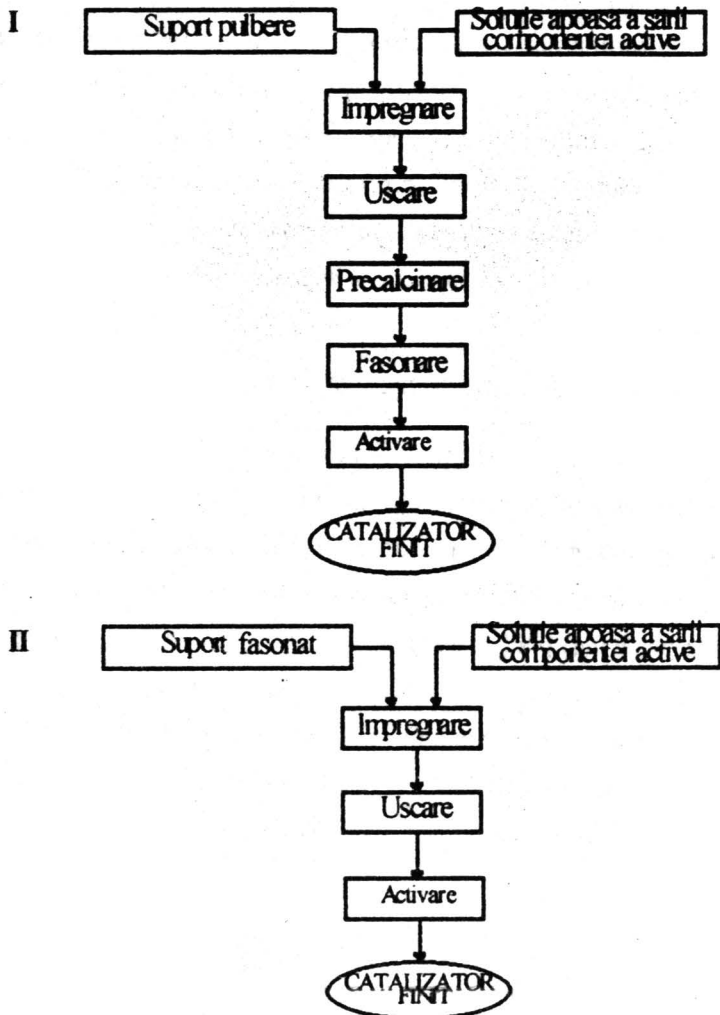 I
Suport pulbere
Solutie apoasa a sarii
componentei active
Impregnare
Uscare
Precalcinare
Fasonare
Activare
CATALIZATOR
FINIT
II
Suport fasonat
Solutie apoasa a sarii
componentei active
Impregnare
Uscare
Activare
CATALIZATOR
FINIT